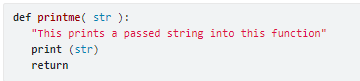 def printme( str ):
"This prints a passed string into this function"
print (str)
return